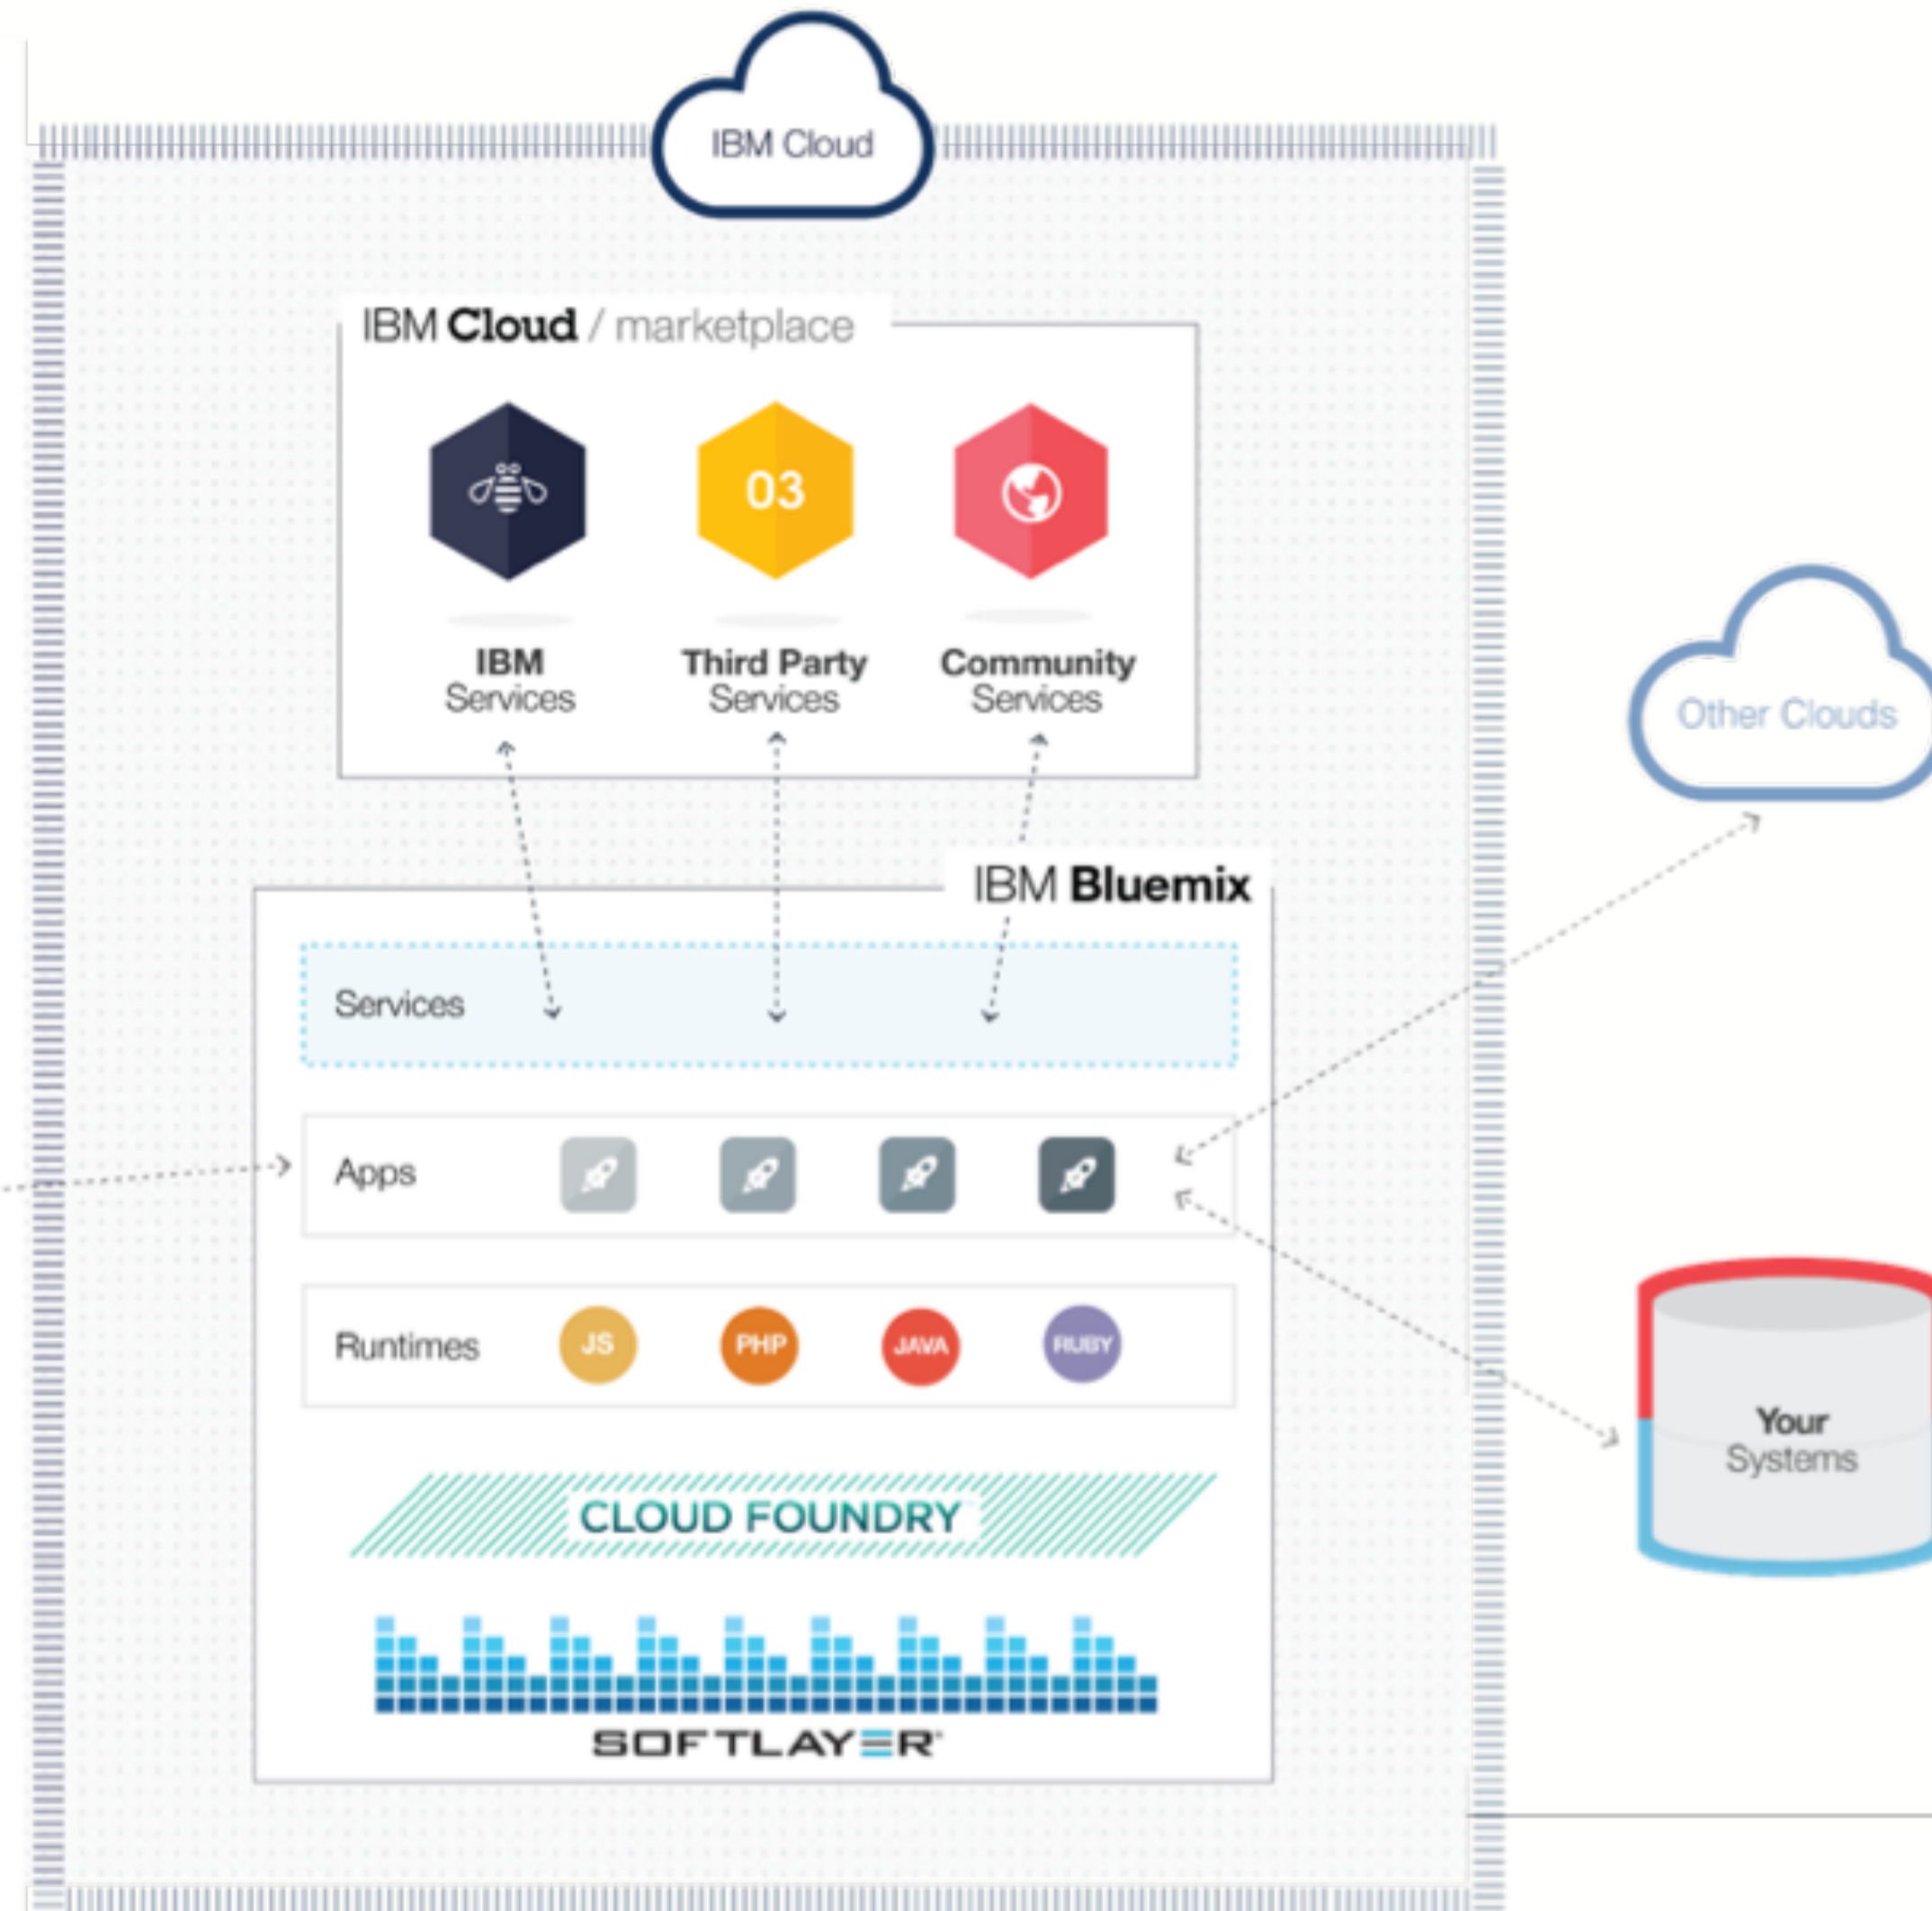 IBM Cloud
IBM Cloud / marketplace
03
IBM
Services
Third Party
Services
Community
Services
Other Clouds
IBM Bluemix
Services
Apps
Runtimes
JS
PHP
JAVA
RUBY
Your
Systems
CLOUD FOUNDRY
SOFTLAYER